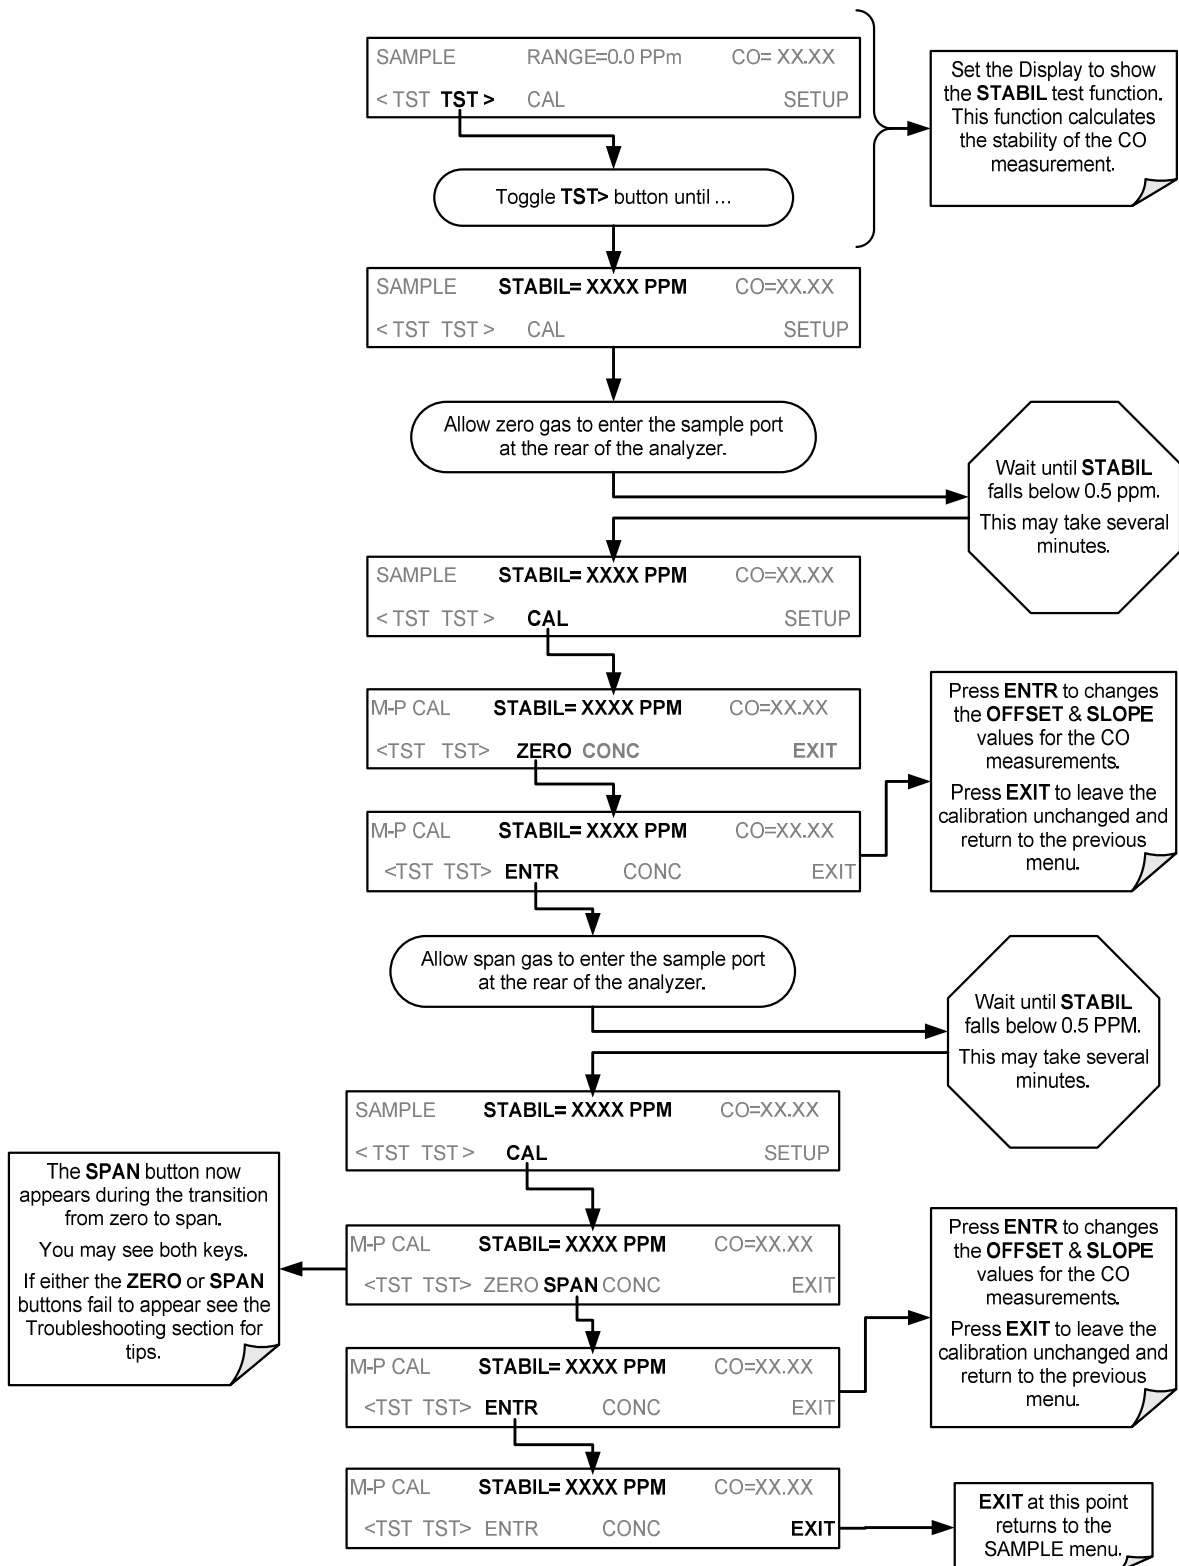 SAMPLE RANGE=0.0 PPm CO= XX.XX
< TST TST > CAL SETUP
Set the Display to show
the STABIL test function.
This function calculates
the stability of the CO
measurement.
Toggle TST> button until ...
SAMPLE STABIL= XXXX PPM CO=XX.XX
< TST TST > CAL SETUP
Allow zero gas to enter the sample port
at the rear of the analyzer.
Wait until STABIL
falls below 0.5 ppm.
This may take several
minutes.
SAMPLE STABIL= XXXX PPM CO=XX.XX
< TST TST > CAL SETUP
M-P CAL STABIL= XXXX PPM CO=XX.XX
<TST TST> ZERO CONC EXIT
M-P CAL STABIL= XXXX PPM CO=XX.XX
<TST TST> ENTR CONC EXIT
Press ENTR to changes
the OFFSET & SLOPE
values for the CO
measurements.
Press EXIT to leave the
calibration unchanged and
return to the previous
menu.
Allow span gas to enter the sample port
at the rear of the analyzer.
Wait until STABIL
falls below 0.5 PPM.
This may take several
minutes.
SAMPLE STABIL= XXXX PPM CO=XX.XX
< TST TST > CAL SETUP
The SPAN button now
appears during the transition
from zero to span.
You may see both keys.
If either the ZERO or SPAN
buttons fail to appear see the
Troubleshooting section for
tips.
M-P CAL STABIL= XXXX PPM CO=XX.XX
<TST TST> ZERO SPAN CONC EXIT
M-P CAL STABIL= XXXX PPM CO=XX.XX
<TST TST> ENTR CONC EXIT
Press ENTR to changes
the OFFSET & SLOPE
values for the CO
measurements.
Press EXIT to leave the
calibration unchanged and
return to the previous
menu.
M-P CAL STABIL= XXXX PPM CO=XX.XX
<TST TST> ENTR CONC EXIT
EXIT at this point
returns to the
SAMPLE menu.